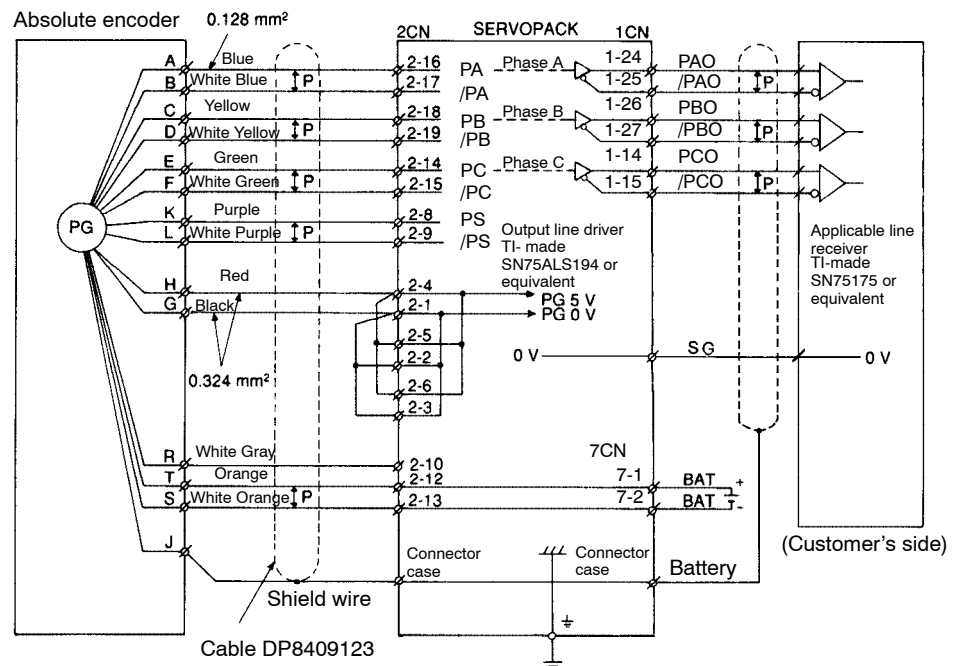 Absolute encoder
0.128 mm²
2CN SERVOPACK 1CN
A Blue 2-16 PA Phase A 1-24 PAO
B White Blue P 2-17 /PA 1-25 /PAO P
C Yellow 2-18 PB Phase B 1-26 PBO
D White Yellow P 2-19 /PB 1-27 /PBO P
E Green 2-14 PC Phase C 1-14 PCO
F White Green P 2-15 /PC 1-15 /PCO P
K Purple 2-8 PS
L White Purple P 2-9 /PS
PG
Output line driver
TI- made
SN75ALS194 or
equivalent
Applicable line
receiver
TI-made
SN75175 or
equivalent
H Red 2-4 PG 5 V
G Black 2-1 PG 0 V
2-5
2-2
0 V SG 0 V
0.324 mm²
2-6
2-3
7CN
R White Gray 2-10
T Orange 2-12 7-1 BAT +
S White Orange P 2-13 7-2 BAT -
J
(Customer's side)
Connector
case
Connector
case
Battery
Shield wire
Cable DP8409123